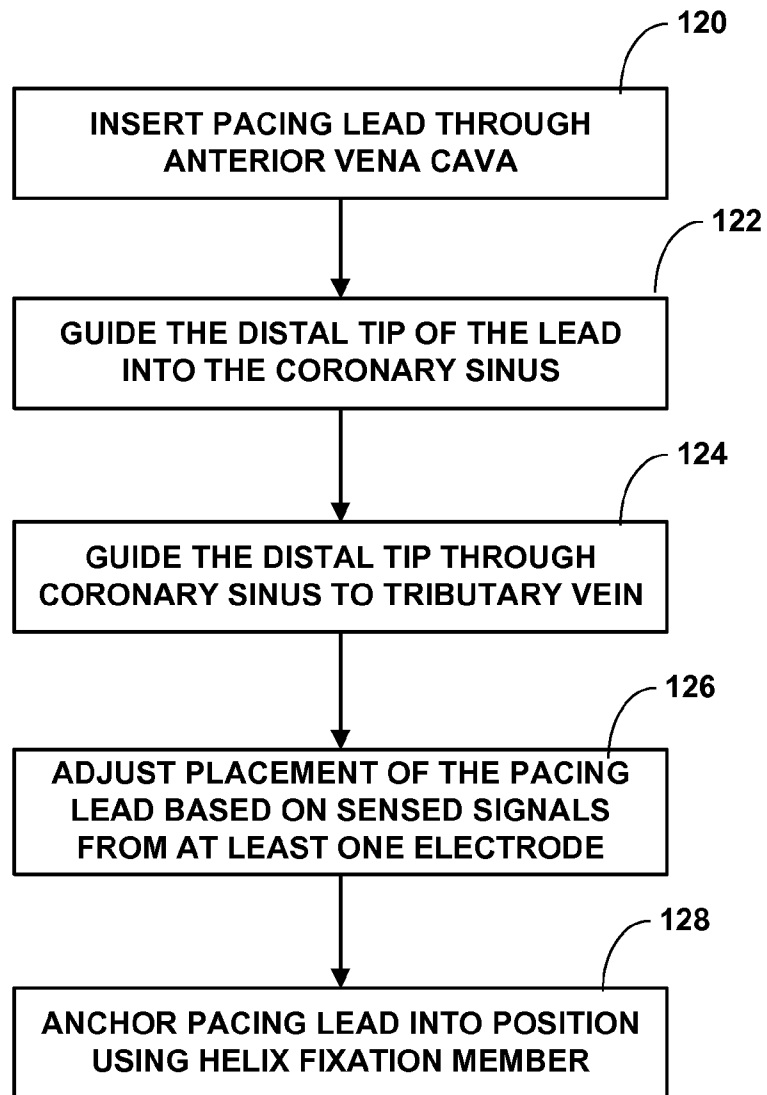 120
INSERT PACING LEAD THROUGH
ANTERIOR VENA CAVA
122
GUIDE THE DISTAL TIP OF THE LEAD
INTO THE CORONARY SINUS
124
GUIDE THE DISTAL TIP THROUGH
CORONARY SINUS TO TRIBUTARY VEIN
126
ADJUST PLACEMENT OF THE PACING
LEAD BASED ON SENSED SIGNALS
FROM AT LEAST ONE ELECTRODE
128
ANCHOR PACING LEAD INTO POSITION
USING HELIX FIXATION MEMBER